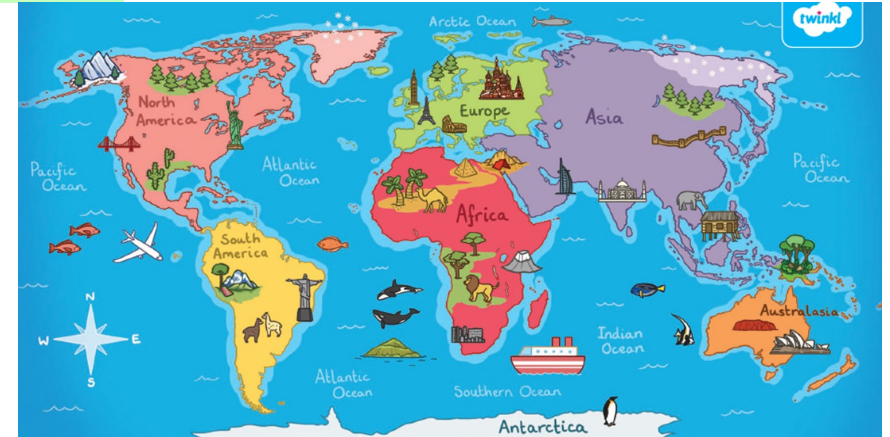 twinkl
Arctic Ocean
North
America
Europe
Asia
Pacific
Ocean
Atlantic
Ocean
Pacific
Ocean
Africa
South
America
Australasia
N
W
E
S
Indian
Ocean
Atlantic
Ocean
Southern Ocean
Antarctica